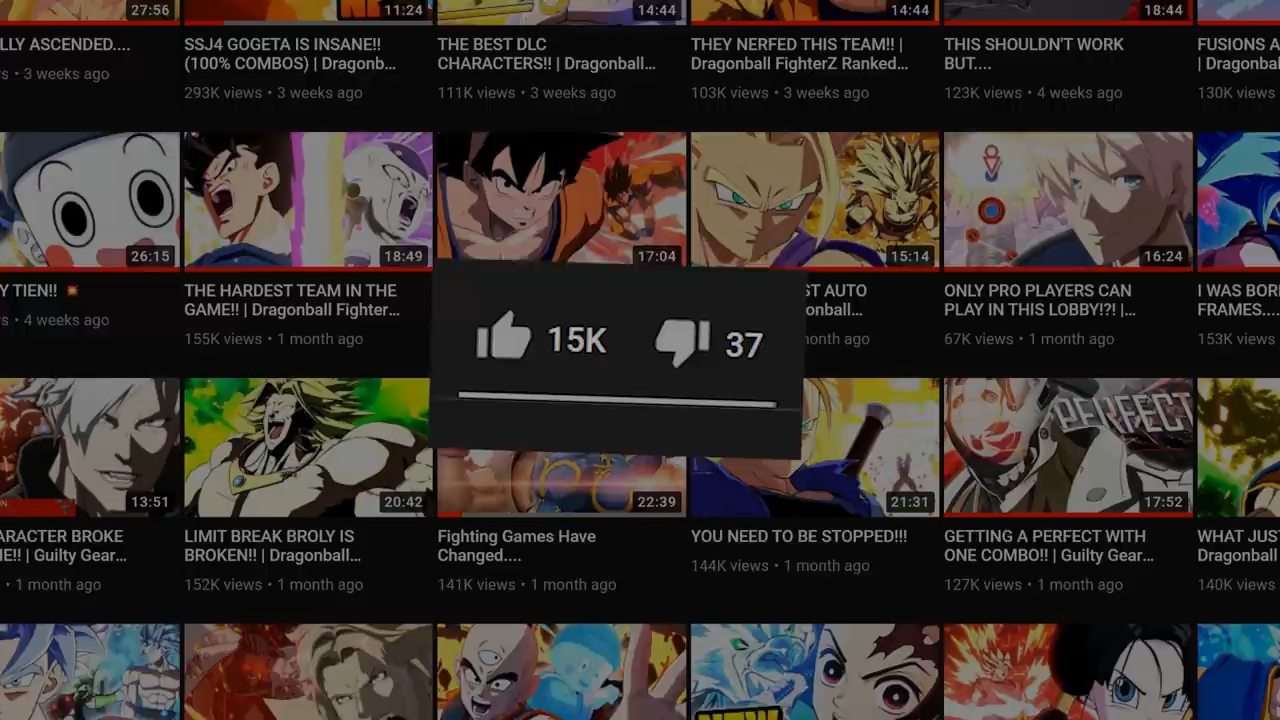 27:56
11:24
14:44
14:44
18:44
LLY ASCENDED....
s • 3 weeks ago
SSJ4 GOGETA IS INSANE!!
(100% COMBOS) | Dragonb...
293K views • 3 weeks ago
THE BEST DLC
CHARACTERS!! | Dragonball...
111K views • 3 weeks ago
THEY NERFED THIS TEAM!! |
Dragonball FighterZ Ranked...
103K views • 3 weeks ago
THIS SHOULDN'T WORK
BUT....
123K views • 4 weeks ago
FUSIONS A
| Dragonba
130K views
26:15
18:49
17:04
15:14
16:24
Y TIEN!! 💥
s • 4 weeks ago
THE HARDEST TEAM IN THE
GAME!! | Dragonball Fighter...
155K views • 1 month ago
ST AUTO
onball...
onth ago
ONLY PRO PLAYERS CAN
PLAY IN THIS LOBBY!?! |...
67K views • 1 month ago
I WAS BOR
FRAMES....
153K views
15K
37
13:51
20:42
22:39
21:31
PERFECT
17:52
ARACTER BROKE
ME!! | Guilty Gear...
• 1 month ago
LIMIT BREAK BROLY IS
BROKEN!! | Dragonball...
152K views • 1 month ago
Fighting Games Have
Changed....
141K views • 1 month ago
YOU NEED TO BE STOPPED!!!
144K views • 1 month ago
GETTING A PERFECT WITH
ONE COMBO!! | Guilty Gear...
127K views • 1 month ago
WHAT JUS
Dragonball
140K views
NEW